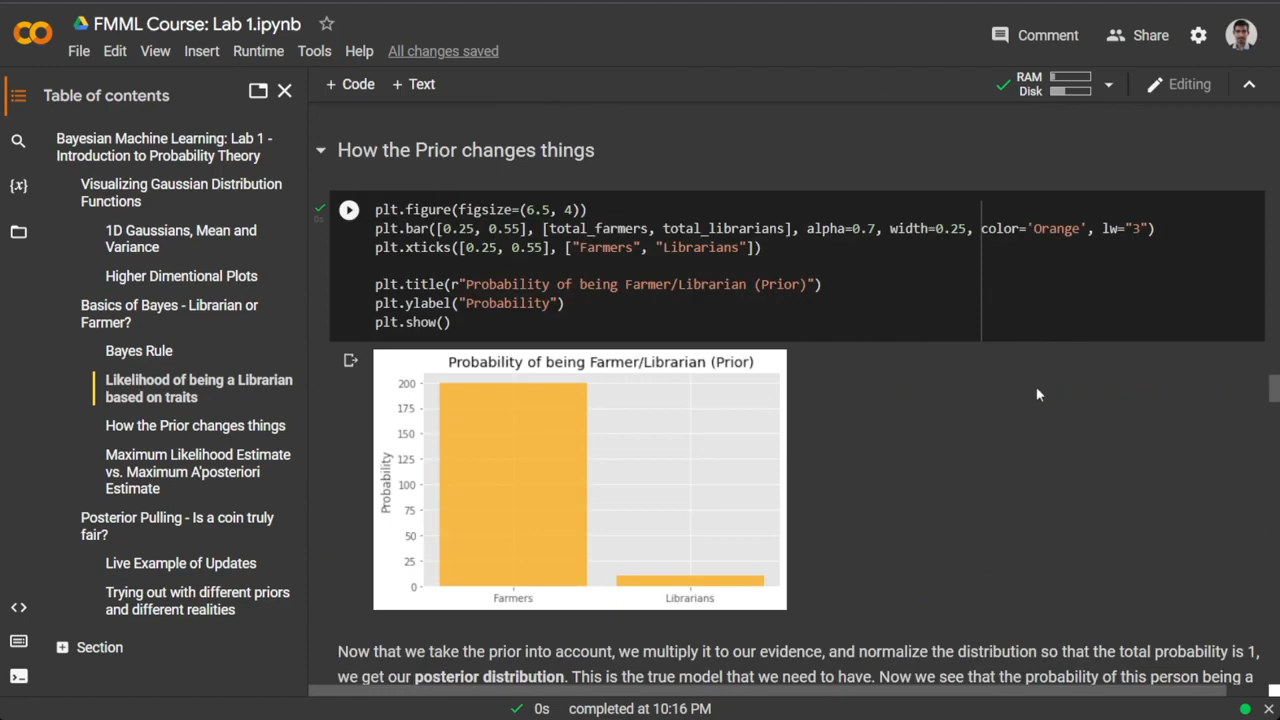 FMML Course: Lab 1.ipynb
File Edit View Insert Runtime Tools Help All changes saved
Comment
Share
Table of contents
Bayesian Machine Learning: Lab 1 -
Introduction to Probability Theory
Visualizing Gaussian Distribution
Functions
1D Gaussians, Mean and
Variance
Higher Dimentional Plots
Basics of Bayes - Librarian or
Farmer?
Bayes Rule
Likelihood of being a Librarian
based on traits
How the Prior changes things
Maximum Likelihood Estimate
vs. Maximum A'posteriori
Estimate
Posterior Pulling - Is a coin truly
fair?
Live Example of Updates
Trying out with different priors
and different realities
Section
+ Code + Text
RAM
Disk
Editing
How the Prior changes things
0s
plt.figure(figsize=(6.5, 4))
plt.bar([0.25, 0.55], [total_farmers, total_librarians], alpha=0.7, width=0.25, color='Orange', lw="3")
plt.xticks([0.25, 0.55], ["Farmers", "Librarians"])
plt.title(r"Probability of being Farmer/Librarian (Prior)")
plt.ylabel("Probability")
plt.show()
Probability of being Farmer/Librarian (Prior)
Probability
200
175
150
125
100
75
50
25
0
Farmers Librarians
Now that we take the prior into account, we multiply it to our evidence, and normalize the distribution so that the total probability is 1,
we get our posterior distribution. This is the true model that we need to have. Now we see that the probability of this person being a
0s completed at 10:16 PM